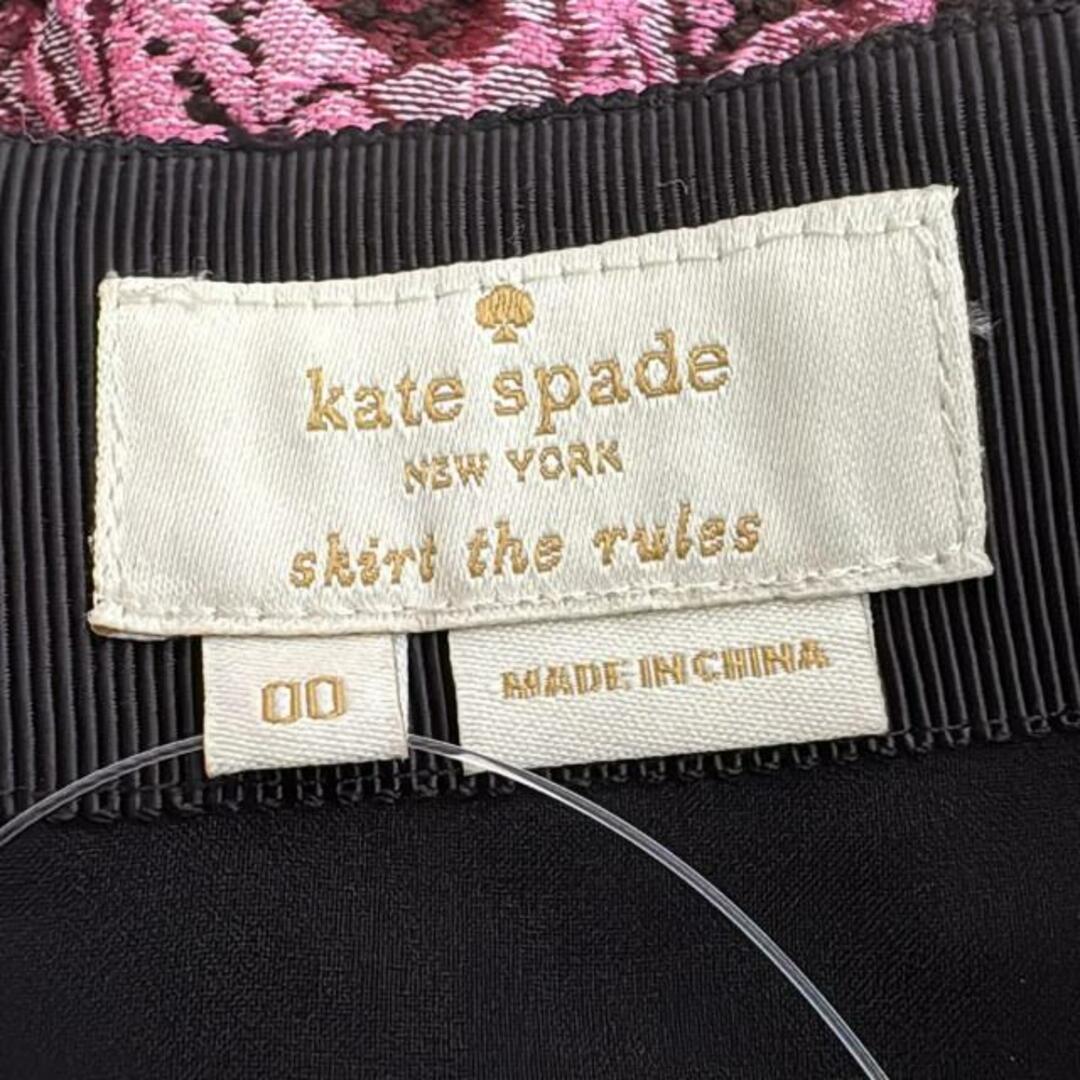 kate spade
NEW YORK
skirt the rules
00
MADE IN CHINA